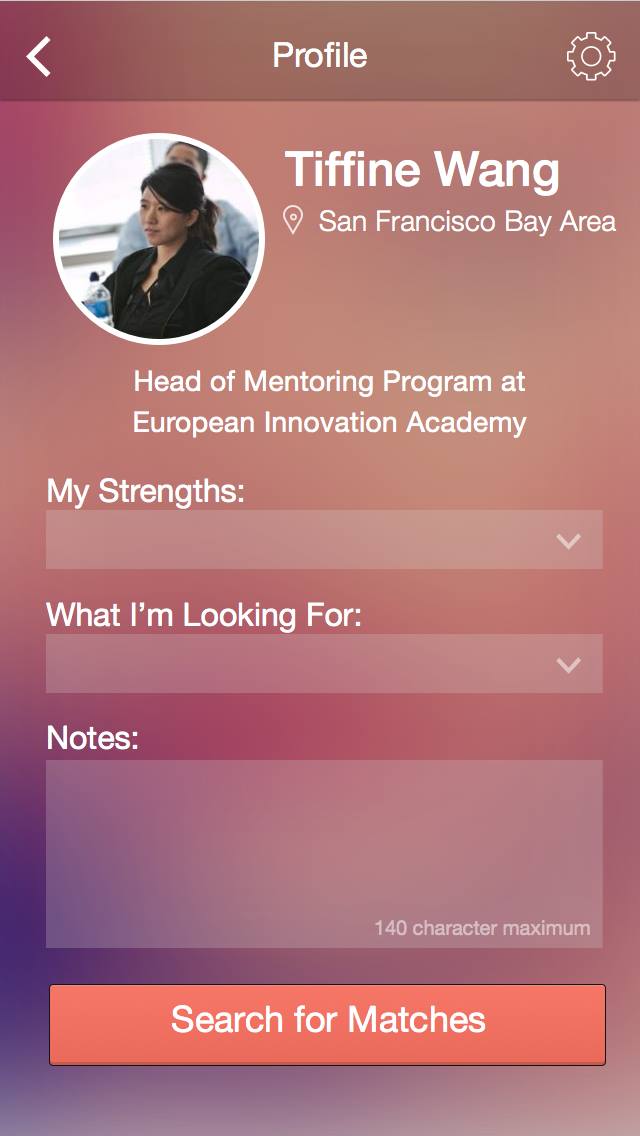 Profile
Tiffine Wang
San Francisco Bay Area
Head of Mentoring Program at
European Innovation Academy
My Strengths:
What I’m Looking For:
Notes:
140 character maximum
Search for Matches